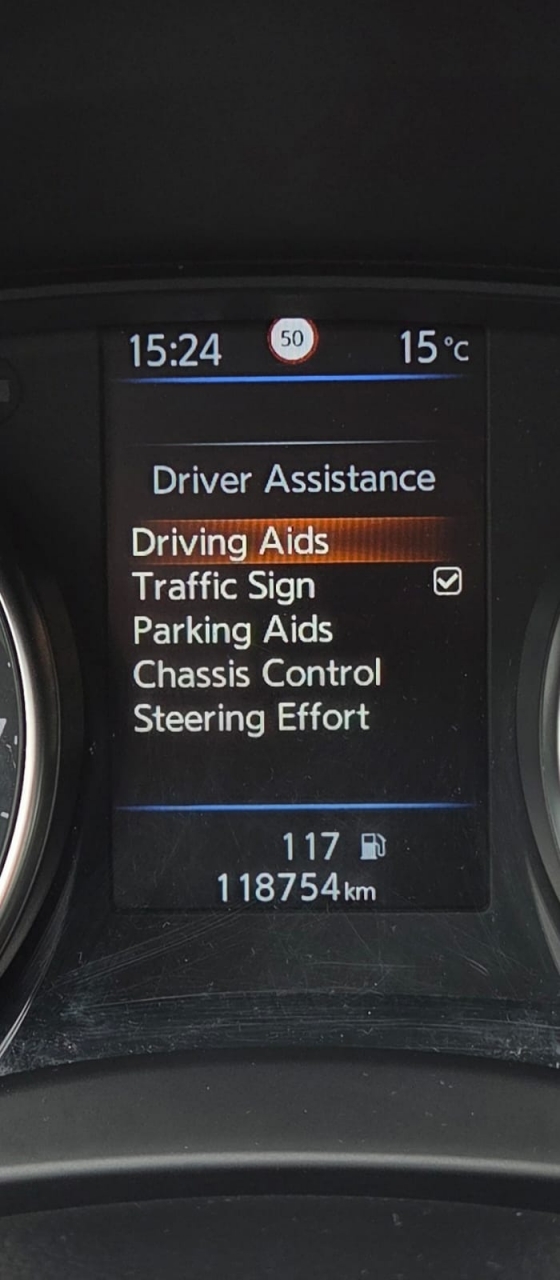 15:24 50 15°C
Driver Assistance
Driving Aids
Traffic Sign
Parking Aids
Chassis Control
Steering Effort
117
118754km